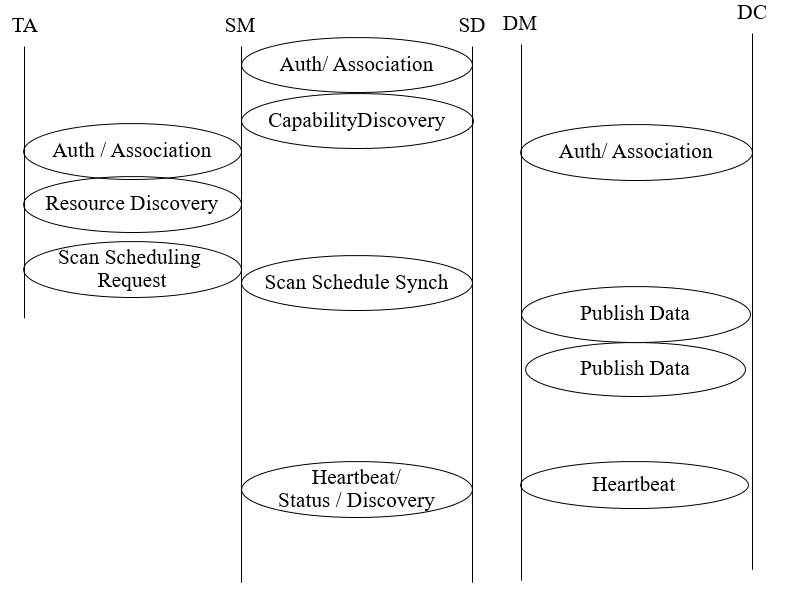 TA
SM
SD
DM
DC
Auth/ Association
CapabilityDiscovery
Auth / Association
Auth/ Association
Resource Discovery
Scan Scheduling
Request
Scan Schedule Synch
Publish Data
Publish Data
Heartbeat/
Status / Discovery
Heartbeat